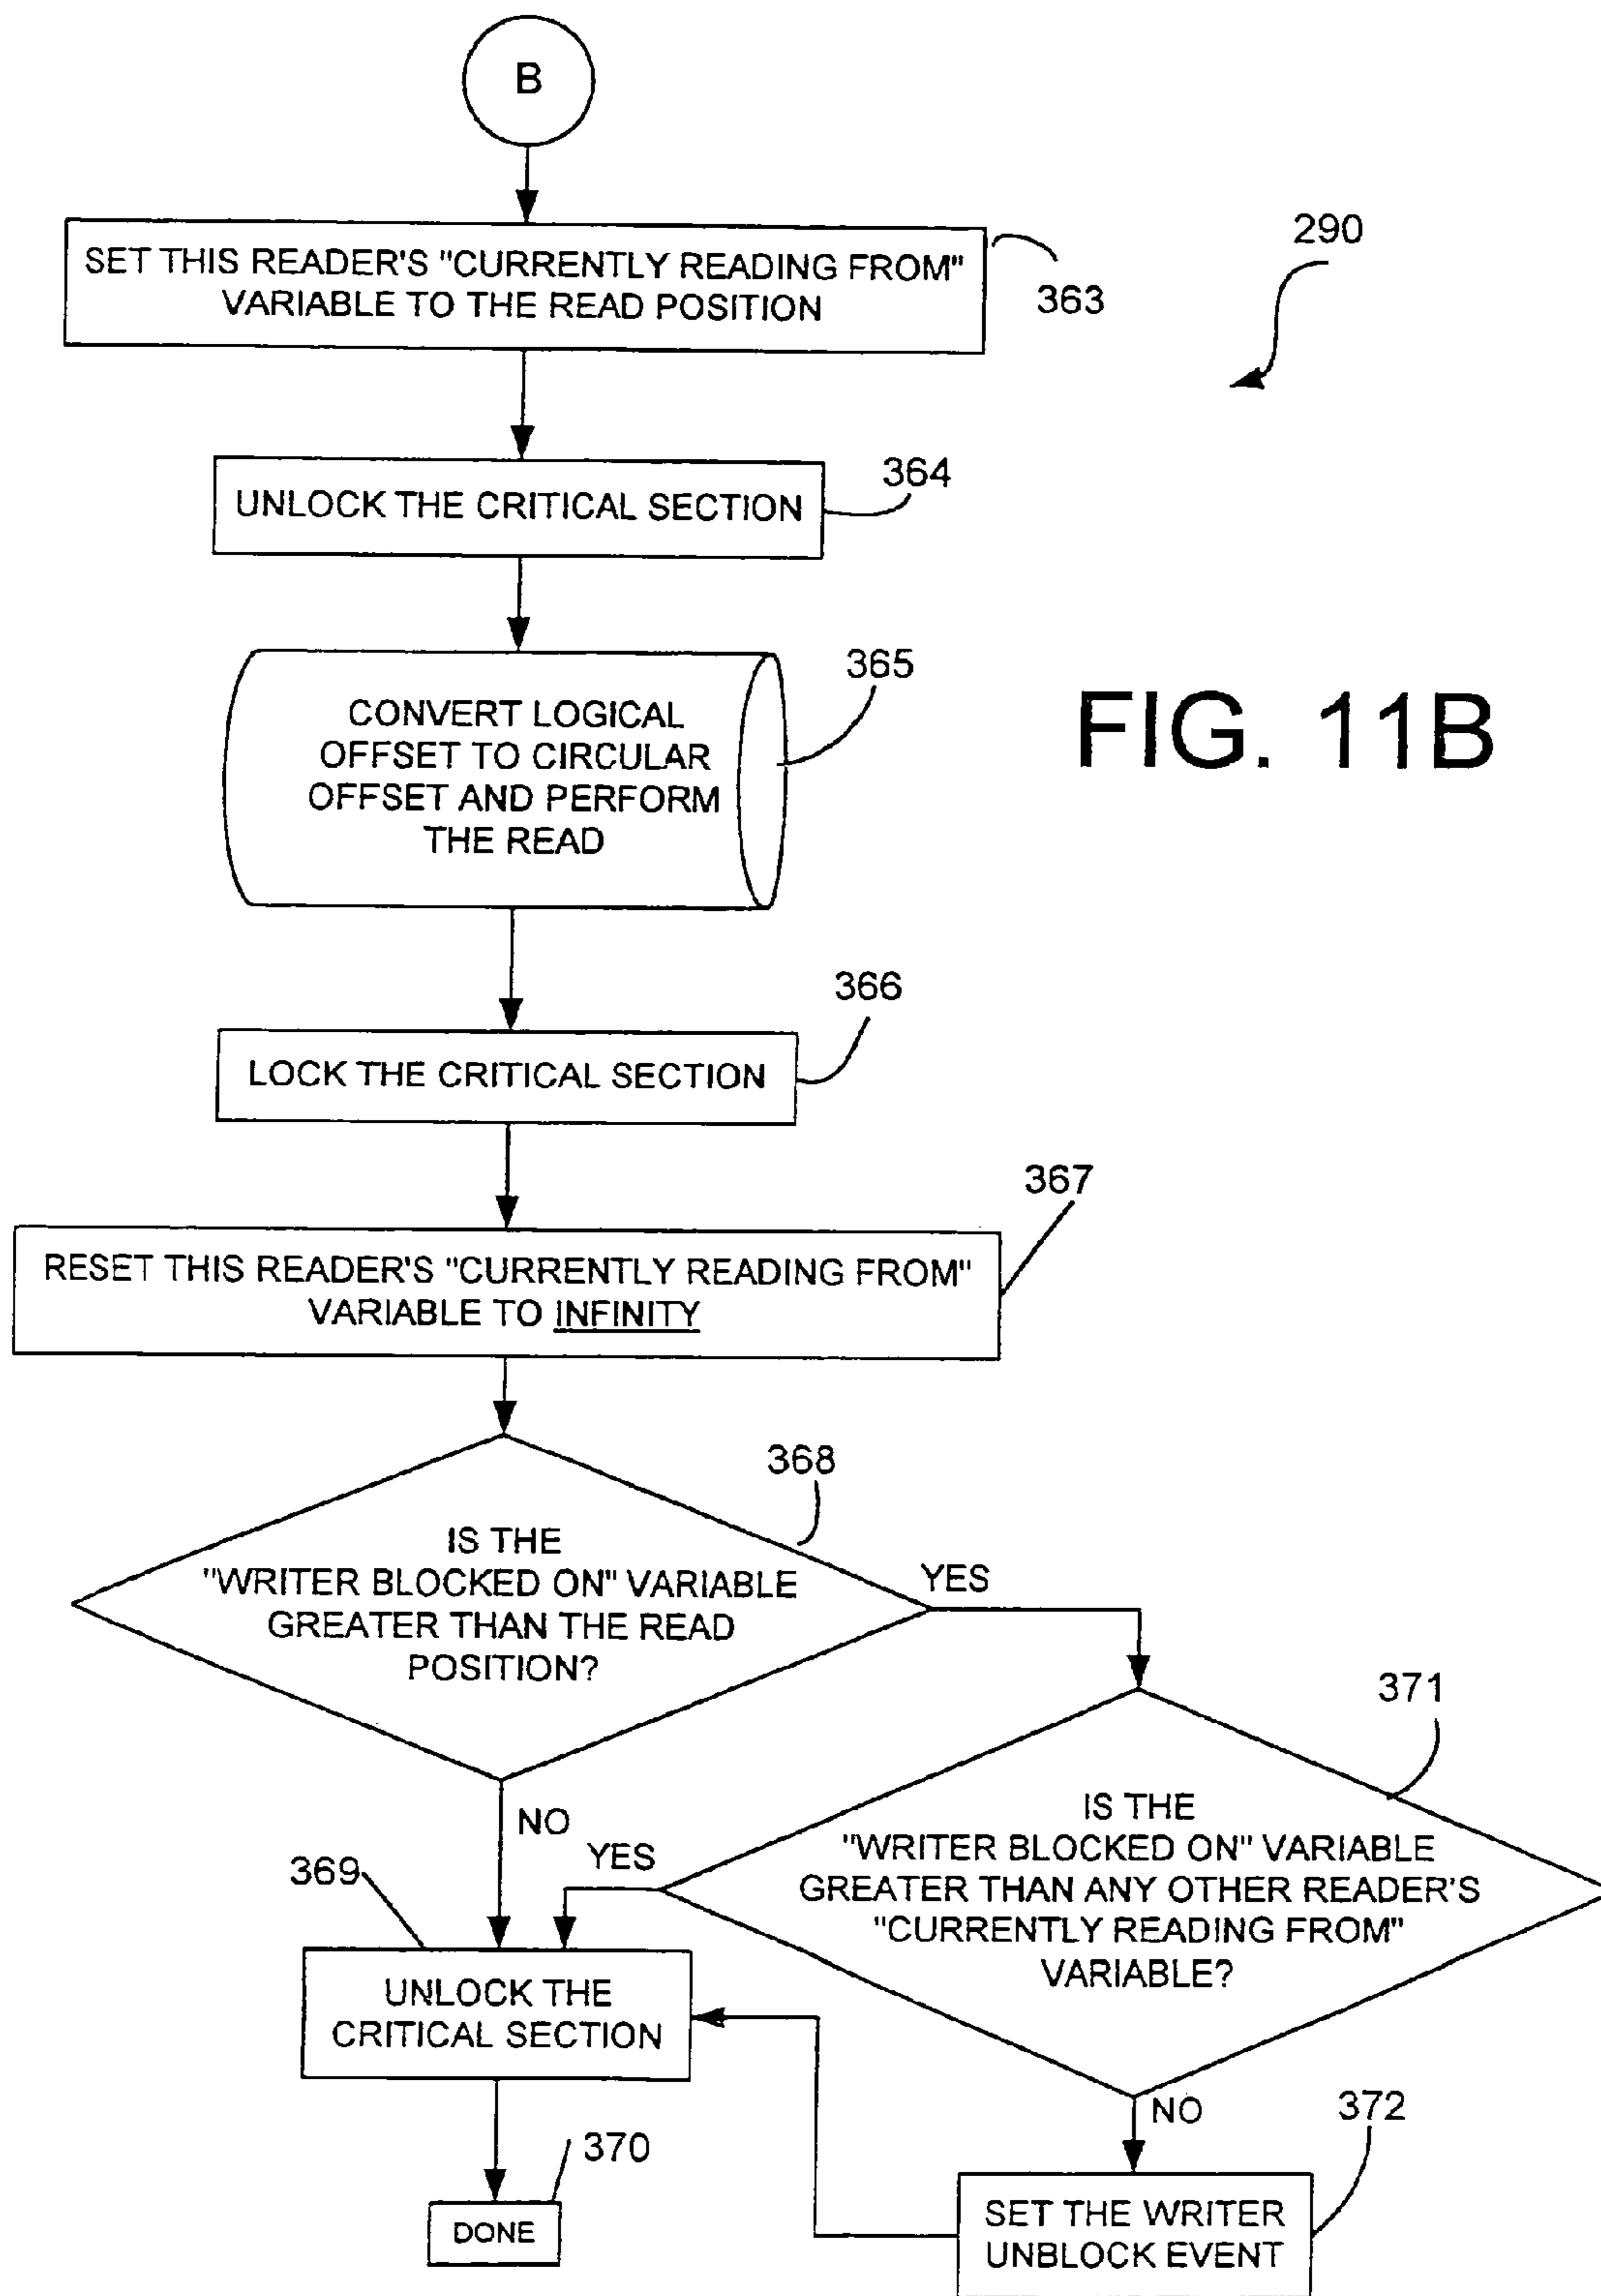 B
SET THIS READER'S "CURRENTLY READING FROM"
VARIABLE TO THE READ POSITION
363
290
UNLOCK THE CRITICAL SECTION
364
CONVERT LOGICAL
OFFSET TO CIRCULAR
OFFSET AND PERFORM
THE READ
365
FIG. 11B
LOCK THE CRITICAL SECTION
366
RESET THIS READER'S "CURRENTLY READING FROM"
VARIABLE TO INFINITY
367
IS THE
"WRITER BLOCKED ON" VARIABLE
GREATER THAN THE READ
POSITION?
368
YES
NO
371
IS THE
"WRITER BLOCKED ON" VARIABLE
GREATER THAN ANY OTHER READER'S
"CURRENTLY READING FROM"
VARIABLE?
YES
NO
369
UNLOCK THE
CRITICAL SECTION
370
DONE
372
SET THE WRITER
UNBLOCK EVENT